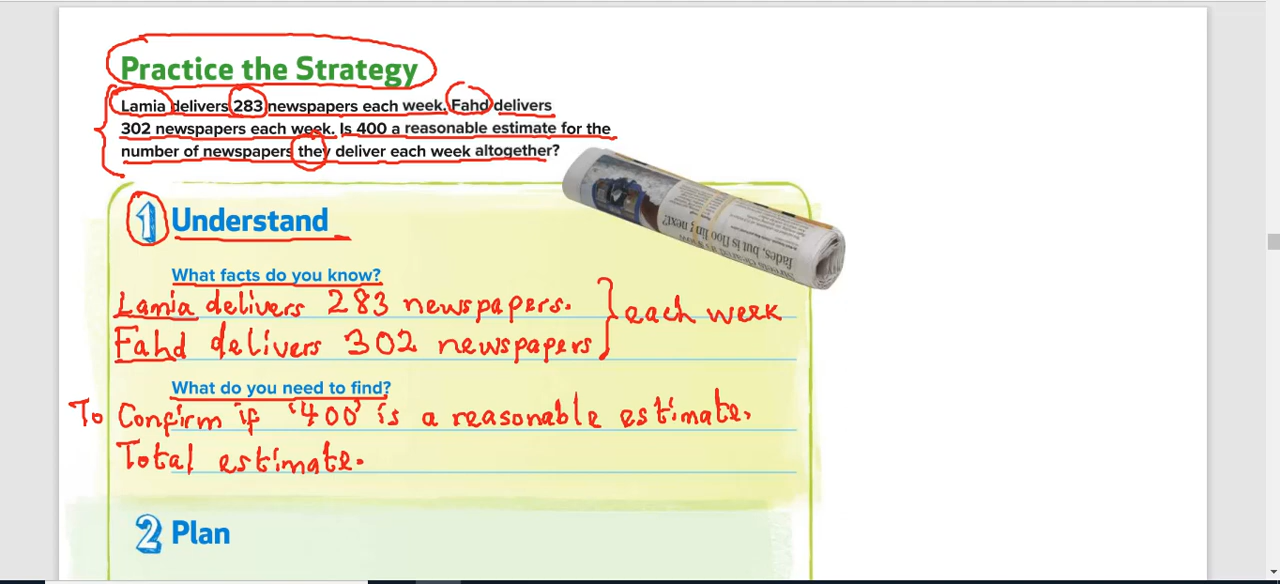 Practice the Strategy
Lamia delivers 283 newspapers each week. Fahd delivers
302 newspapers each week. Is 400 a reasonable estimate for the
number of newspapers they deliver each week altogether?
1 Understand
What facts do you know?
Lamia delivers 283 newspapers. } each week
Fahd delivers 302 newspapers
What do you need to find?
To Confirm if '400' is a reasonable estimate.
Total estimate.
2 Plan